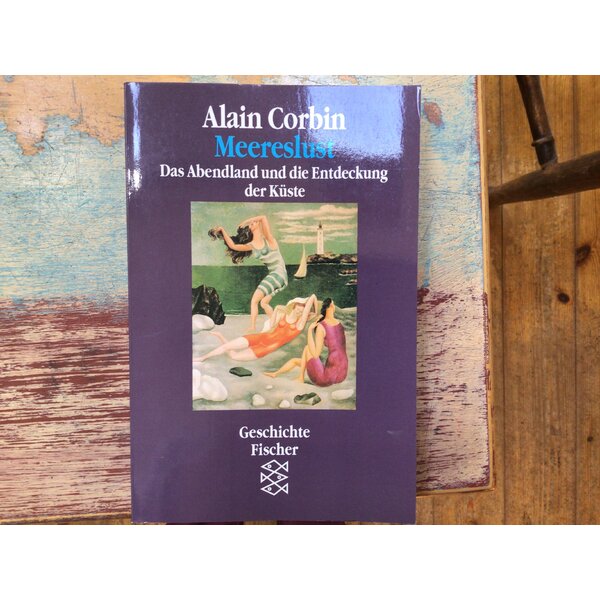 Alain Corbin
Meereslust
Das Abendland und die Entdeckung
der Küste
Geschichte
Fischer